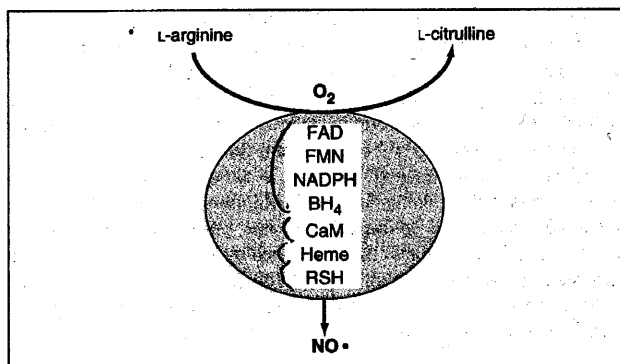 L-arginine
L-citrulline
O₂
FAD
FMN
NADPH
BH₄
CaM
Heme
RSH
NO•